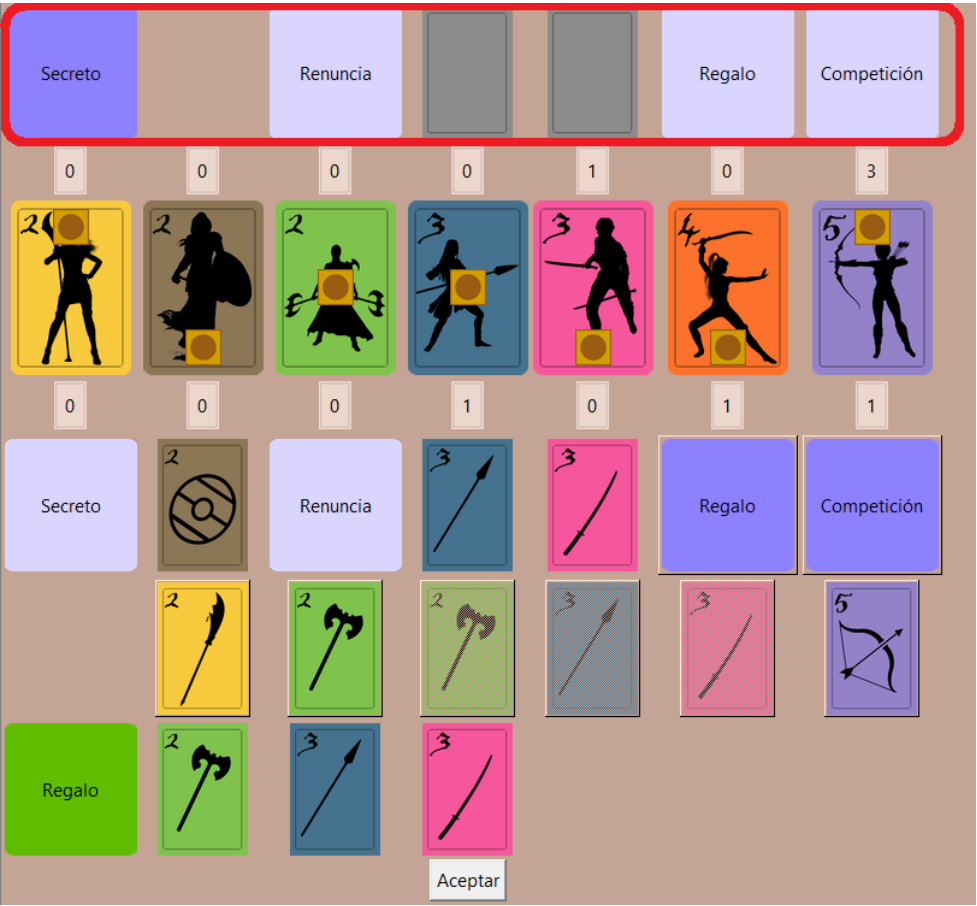 Secreto Renuncia Regalo Competición
0 0 0 0 1 0 3
2 2 2 3 3 4 5
0 0 0 1 0 1 1
Secreto 2 Renuncia 3 3 Regalo Competición
2 2 2 3 3 5
Regalo 2 3 3
Aceptar